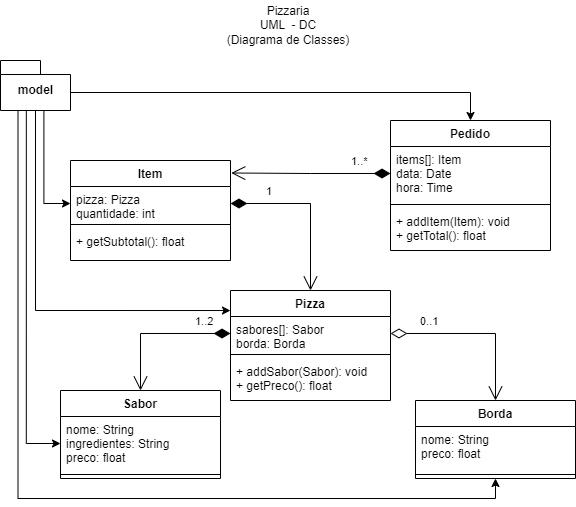 Pizzaria
UML - DC
(Diagrama de Classes)
model
Pedido
items[]: Item
data: Date
hora: Time
+ addItem(Item): void
+ getTotal(): float
1..*
Item
pizza: Pizza
quantidade: int
+ getSubtotal(): float
1
Pizza
sabores[]: Sabor
borda: Borda
+ addSabor(Sabor): void
+ getPreco(): float
1..2
0..1
Sabor
nome: String
ingredientes: String
preco: float
Borda
nome: String
preco: float